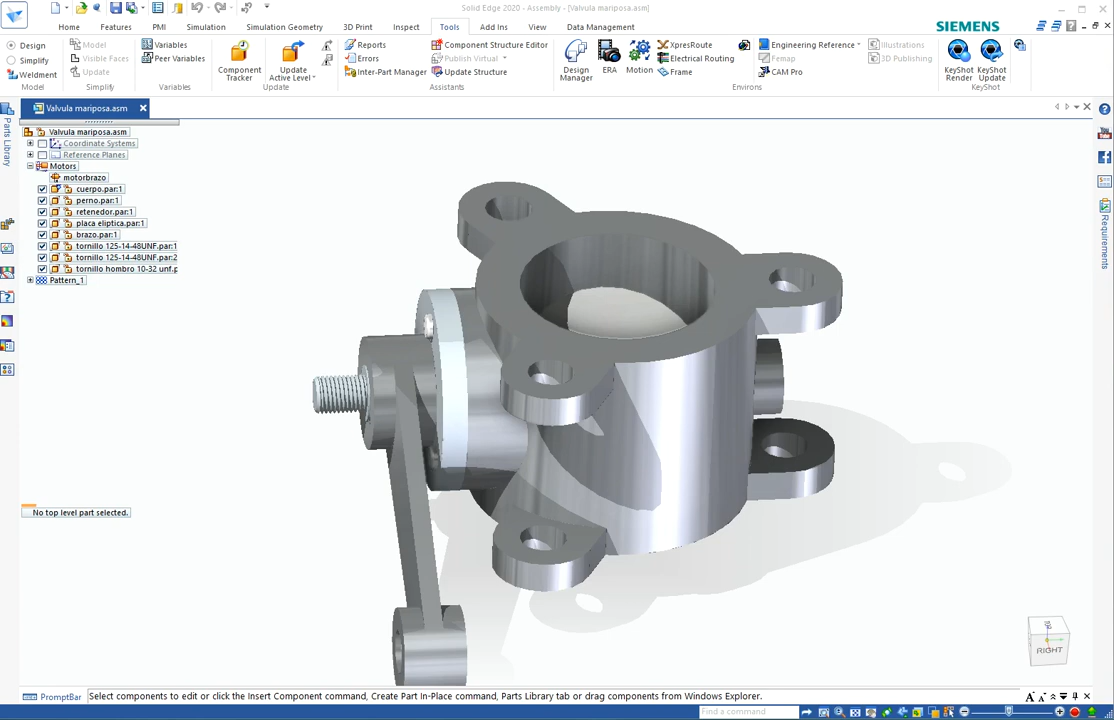 Solid Edge 2020 - Assembly - [Valvula mariposa.asm]
Home Features PMI Simulation Simulation Geometry 3D Print Inspect Tools Add Ins View Data Management
SIEMENS
Design
Simplify
Weldment
Model
Model
Visible Faces
Update
Simplify
Variables
Peer Variables
Variables
Component Tracker
Update Active Level
Update
Reports
Errors
Inter-Part Manager
Component Structure Editor
Publish Virtual
Update Structure
Assistants
Design Manager
ERA
Motion
XpresRoute
Electrical Routing
Frame
Engineering Reference
Femap
CAM Pro
Environs
Illustrations
3D Publishing
KeyShot Render
KeyShot Update
KeyShot
Valvula mariposa.asm
Parts Library
Valvula mariposa.asm
Coordinate Systems
Reference Planes
Motors
motorbrazo
cuerpo.par:1
perno.par:1
retenedor.par:1
placa eliptica.par:1
brazo.par:1
tornillo 125-14-48UNF.par:1
tornillo 125-14-48UNF.par:2
tornillo hombro 10-32 unf.p
Pattern_1
No top level part selected.
Requirements
TOP
RIGHT
PromptBar
Select components to edit or click the Insert Component command, Create Part In-Place command, Parts Library tab or drag components from Windows Explorer.
Find a command